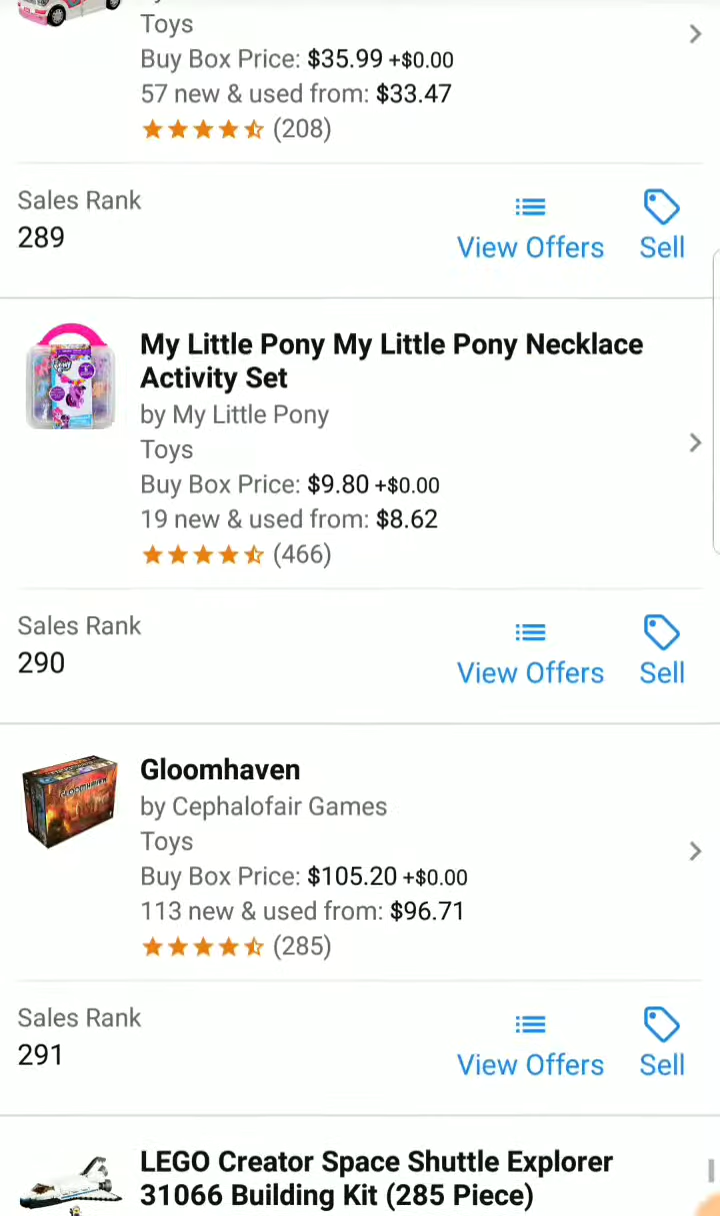 Toys
Buy Box Price: $35.99 +$0.00
57 new & used from: $33.47
(208)
Sales Rank
289
View Offers
Sell
My Little Pony My Little Pony Necklace
Activity Set
by My Little Pony
Toys
Buy Box Price: $9.80 +$0.00
19 new & used from: $8.62
(466)
Sales Rank
290
View Offers
Sell
GLOOMHAVEN
Gloomhaven
by Cephalofair Games
Toys
Buy Box Price: $105.20 +$0.00
113 new & used from: $96.71
(285)
Sales Rank
291
View Offers
Sell
LEGO Creator Space Shuttle Explorer
31066 Building Kit (285 Piece)